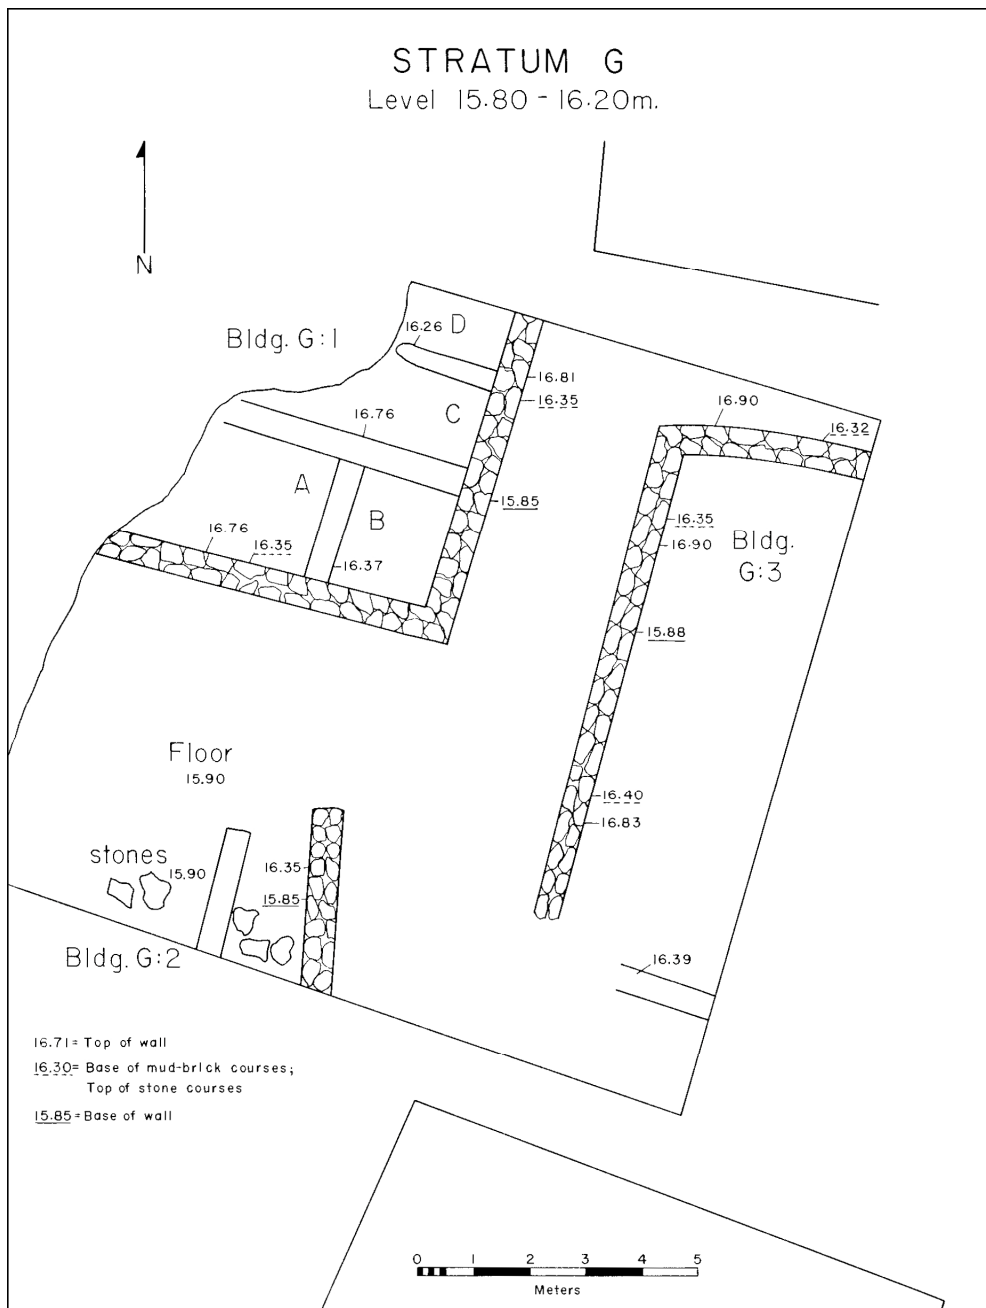 STRATUM G
Level 15.80 - 16.20m.
N
Bldg. G:1
16.26
D
16.81
16.35
C
16.76
16.90
16.32
A
B
15.85
16.76
16.35
16.37
16.35
16.90
Bldg.
G:3
15.88
Floor
15.90
16.40
16.83
stones
15.90
16.35
15.85
Bldg. G:2
16.39
16.71 = Top of wall
16.30 = Base of mud-brick courses;
Top of stone courses
15.85 = Base of wall
0 1 2 3 4 5
Meters